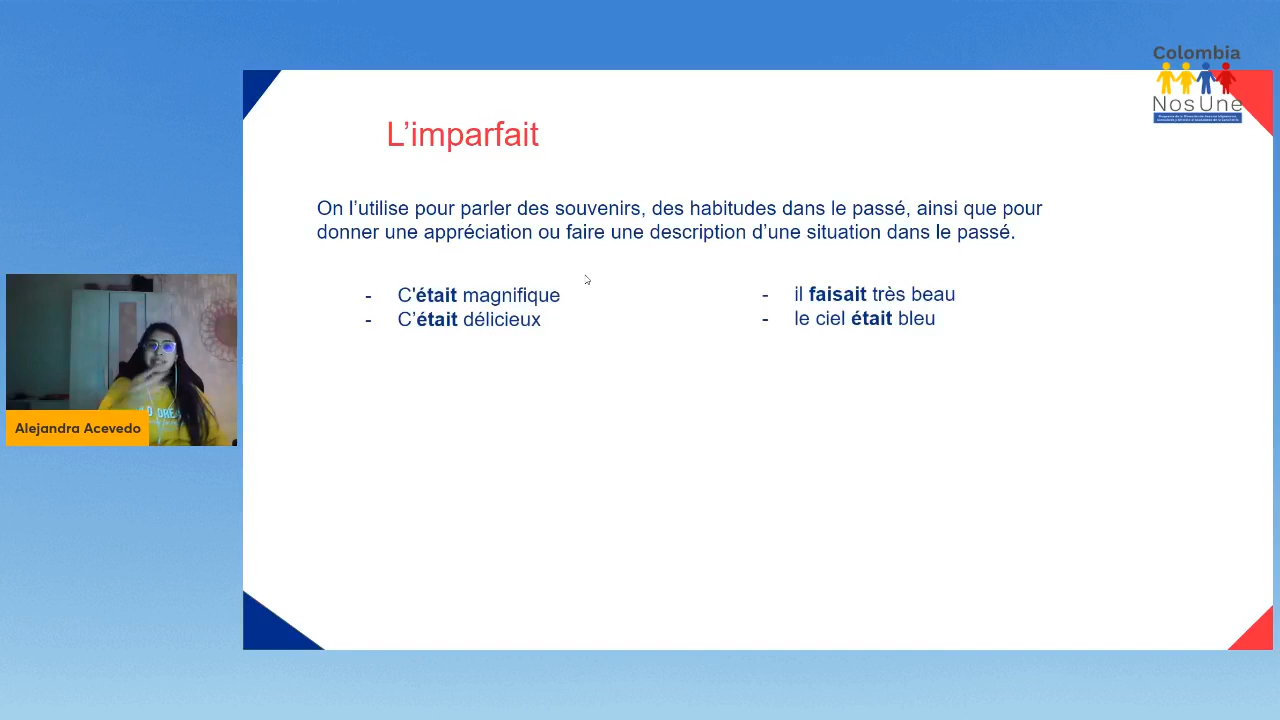 Colombia
Nos Une
L’imparfait
On l’utilise pour parler des souvenirs, des habitudes dans le passé, ainsi que pour
donner une appréciation ou faire une description d’une situation dans le passé.
- C'était magnifique
- C’était délicieux
- il faisait très beau
- le ciel était bleu
Alejandra Acevedo